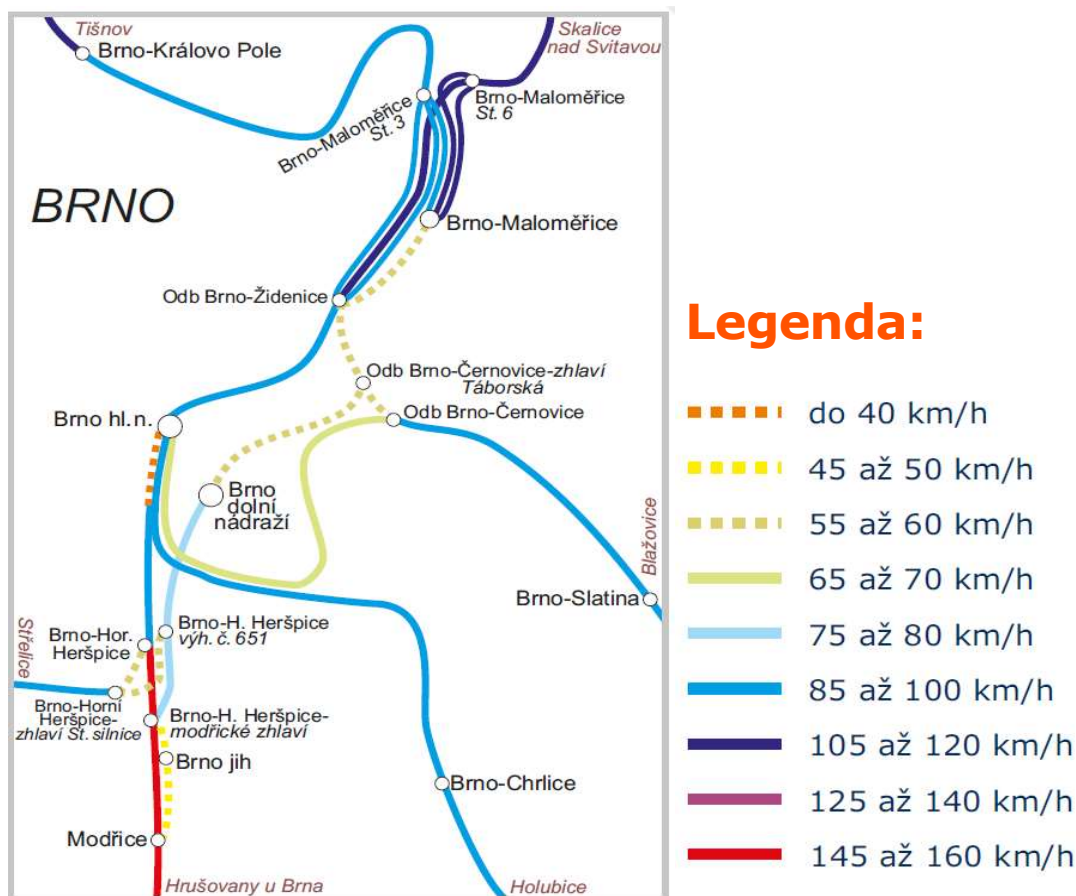 Tišnov
Brno-Královo Pole
Skalice
nad Svitavou
Brno-Maloměřice
St. 3
Brno-Maloměřice
St. 6
BRNO
Brno-Maloměřice
Odb Brno-Židenice
Odb Brno-Černovice-zhlaví
Táborská
Odb Brno-Černovice
Brno hl.n.
Brno
dolní
nádraží
Blažovice
Brno-Slatina
Střelice
Brno-Hor.
Heršpice
Brno-H. Heršpice
výh. č. 651
Brno-Horní
Heršpice-
zhlaví St. silnice
Brno-H. Heršpice-
modřické zhlaví
Brno jih
Brno-Chrlice
Modřice
Hrušovany u Brna
Holubice
Legenda:
do 40 km/h
45 až 50 km/h
55 až 60 km/h
65 až 70 km/h
75 až 80 km/h
85 až 100 km/h
105 až 120 km/h
125 až 140 km/h
145 až 160 km/h